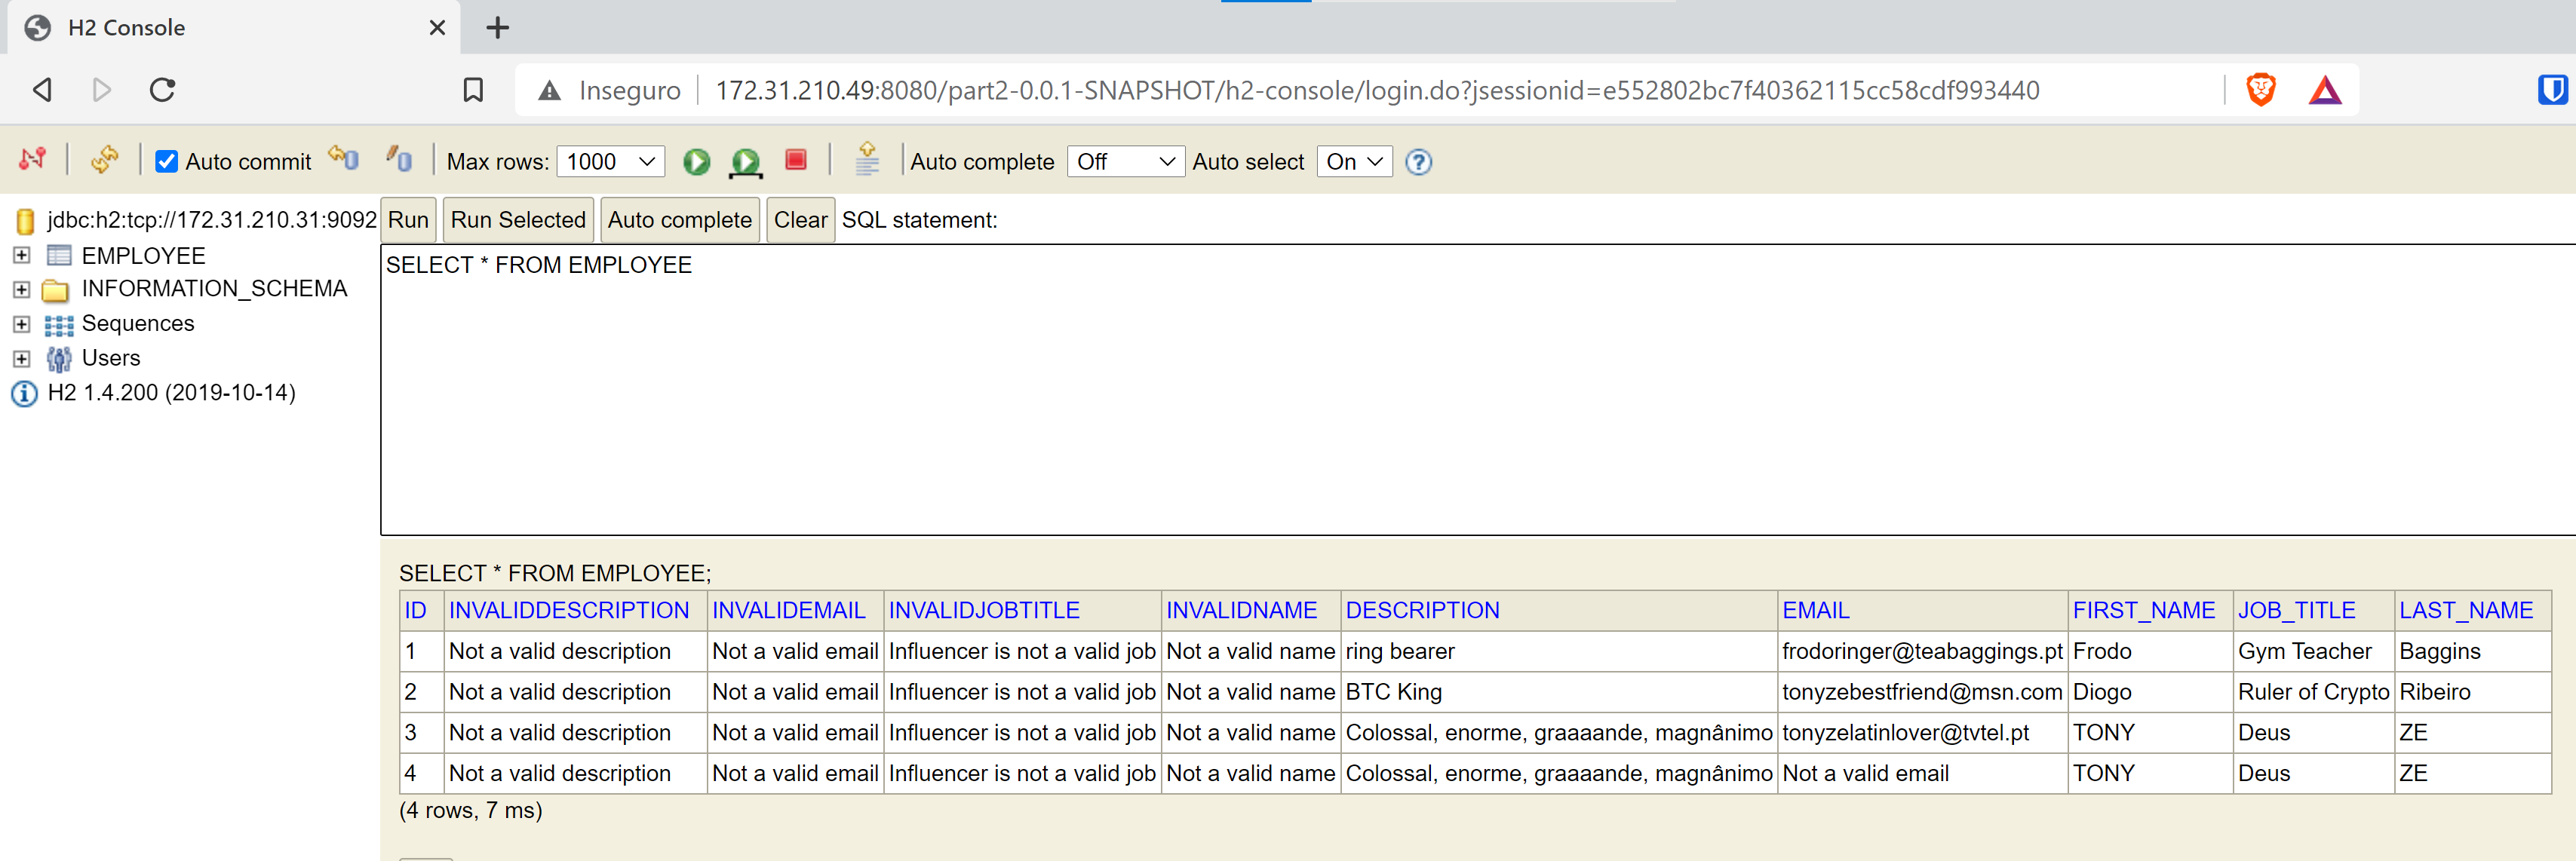 H2 Console
Inseguro 172.31.210.49:8080/part2-0.0.1-SNAPSHOT/h2-console/login.do?jsessionid=e552802bc7f40362115cc58cdf993440
Auto commit Max rows: 1000 Auto complete Off Auto select On
jdbc:h2:tcp://172.31.210.31:9092
EMPLOYEE
INFORMATION_SCHEMA
Sequences
Users
H2 1.4.200 (2019-10-14)
Run Run Selected Auto complete Clear SQL statement:
SELECT * FROM EMPLOYEE
SELECT * FROM EMPLOYEE;
ID INVALIDDESCRIPTION INVALIDEMAIL INVALIDJOBTITLE INVALIDNAME DESCRIPTION EMAIL FIRST_NAME JOB_TITLE LAST_NAME
1 Not a valid description Not a valid email Influencer is not a valid job Not a valid name ring bearer frodoringer@teabaggings.pt Frodo Gym Teacher Baggins
2 Not a valid description Not a valid email Influencer is not a valid job Not a valid name BTC King tonyzebestfriend@msn.com Diogo Ruler of Crypto Ribeiro
3 Not a valid description Not a valid email Influencer is not a valid job Not a valid name Colossal, enorme, graaaande, magnânimo tonyzelatinlover@tvtel.pt TONY Deus ZE
4 Not a valid description Not a valid email Influencer is not a valid job Not a valid name Colossal, enorme, graaaande, magnânimo Not a valid email TONY Deus ZE
(4 rows, 7 ms)